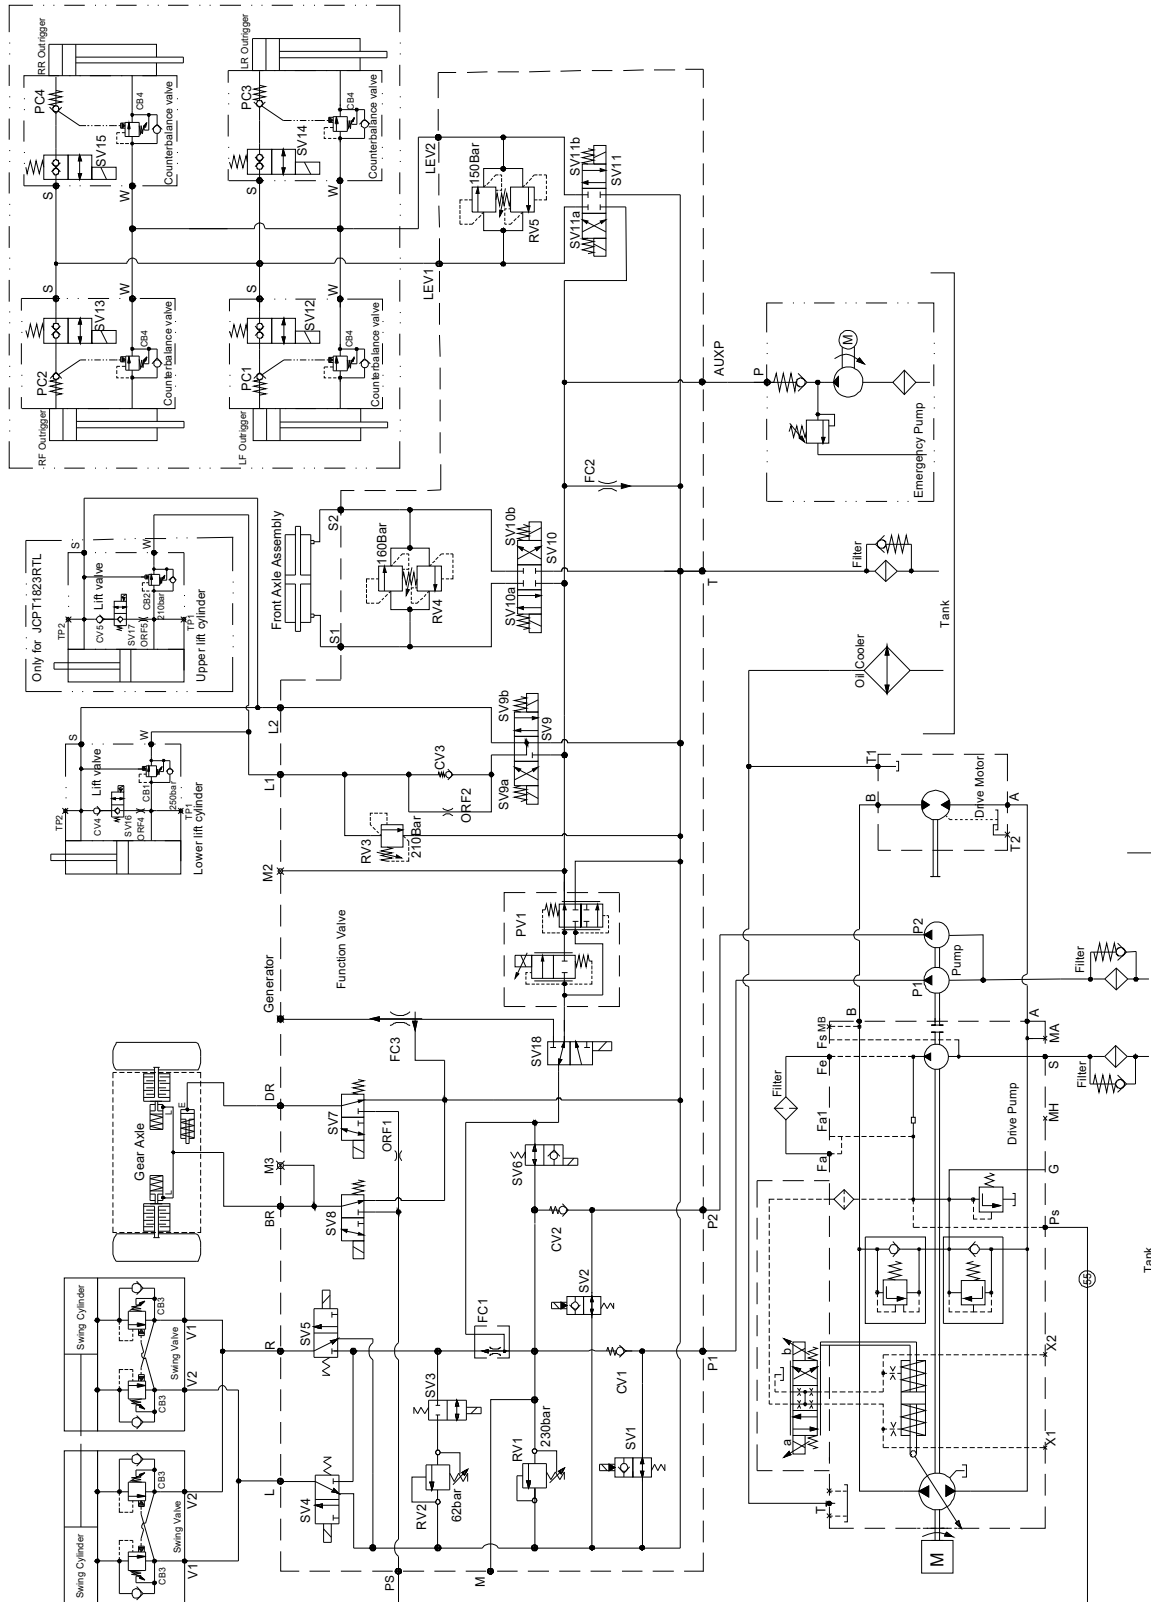 RR Outrigger
PC4
CB4
SV15
Counterbalance valve
S
W
LR Outrigger
PC3
CB4
SV14
Counterbalance valve
S
W
RF Outrigger
PC2
CB4
SV13
Counterbalance valve
S
W
LF Outrigger
PC1
CB4
SV12
Counterbalance valve
S
W
LEV2
LEV1
150Bar
RV5
SV11b
SV11a
SV11
AUXP
P
M
Emergency Pump
FC2
Only for JCPT1823RTL
TP2
CV5
Lift valve
SV17
ORF5
CB2
210bar
TP1
Upper lift cylinder
S
W
TP2
CV4
Lift valve
SV16
ORF4
CB1
250bar
TP1
Lower lift cylinder
S
W
Front Axle Assembly
S2
S1
160Bar
RV4
SV10b
SV10a
SV10
T
Filter
Tank
Oil Cooler
L2
L1
SV9b
SV9a
SV9
CV3
ORF2
RV3
210Bar
M2
PV1
Generator
Function Valve
FC3
SV18
T1
B
Drive Motor
A
T2
P2
P1
Pump
Filter
Gear Axle
L
L
E
DR
M3
BR
SV7
ORF1
SV8
SV6
CV2
P2
SV2
Filter
Fe
Fs
MB
B
A
MA
S
Filter
Fa1
Fa
MH
Drive Pump
G
Ps
Tank
55
Swing Cylinder
CB3
CB3
Swing Valve
V1
V2
Swing Cylinder
CB3
CB3
Swing Valve
V2
V1
R
SV5
FC1
P1
CV1
SV3
RV1
230bar
SV1
L
SV4
RV2
62bar
PS
M
b
a
X2
X1
T
M